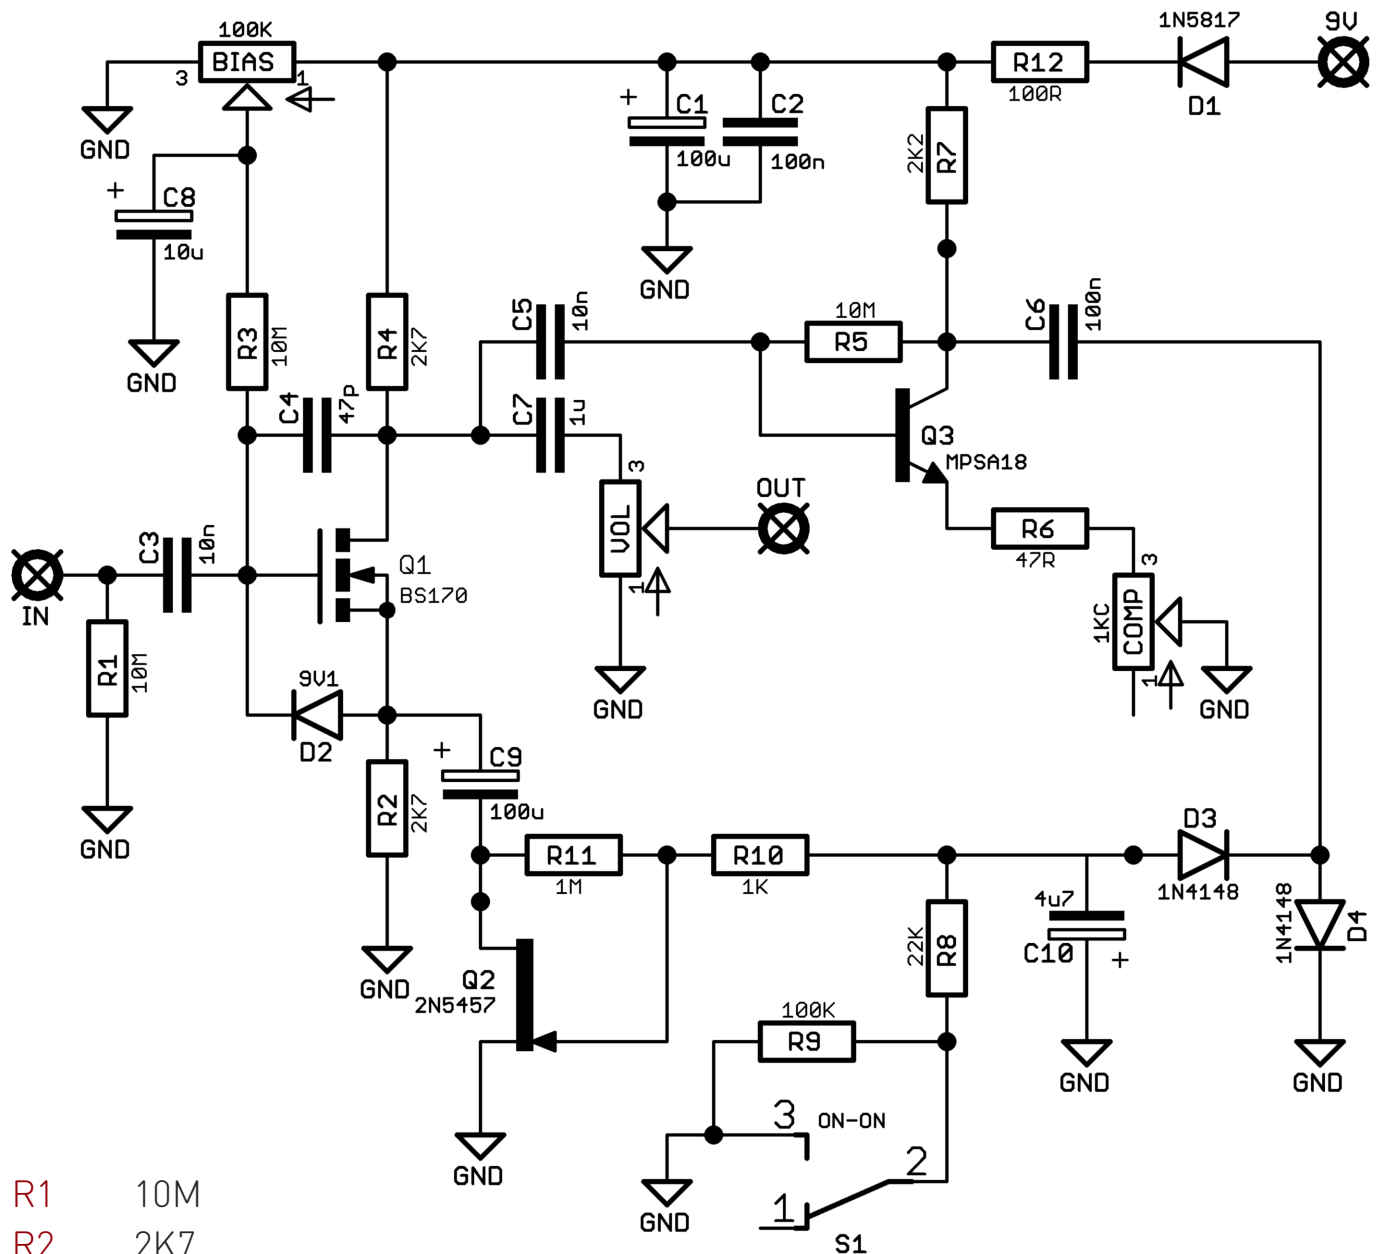 100K
BIAS
3
1
GND
1N5817
9V
R12
100R
D1
+
C1
100u
C2
100n
2K2
R7
GND
+
C8
10u
GND
R3
10M
R4
2K7
C4
47p
C5
10n
C7
1u
10M
R5
C6
100n
Q3
MPSA18
3
VOL
1
OUT
GND
R6
47R
3
1KC
COMP
1
GND
IN
C3
10n
R1
10M
GND
Q1
BS170
9V1
D2
R2
2K7
GND
+
C9
100u
R11
1M
R10
1K
D3
1N4148
1N4148
D4
GND
4u7
C10
+
GND
22K
R8
Q2
2N5457
GND
100K
R9
3
ON-ON
2
1
S1
GND
R1 10M
R2 2K7